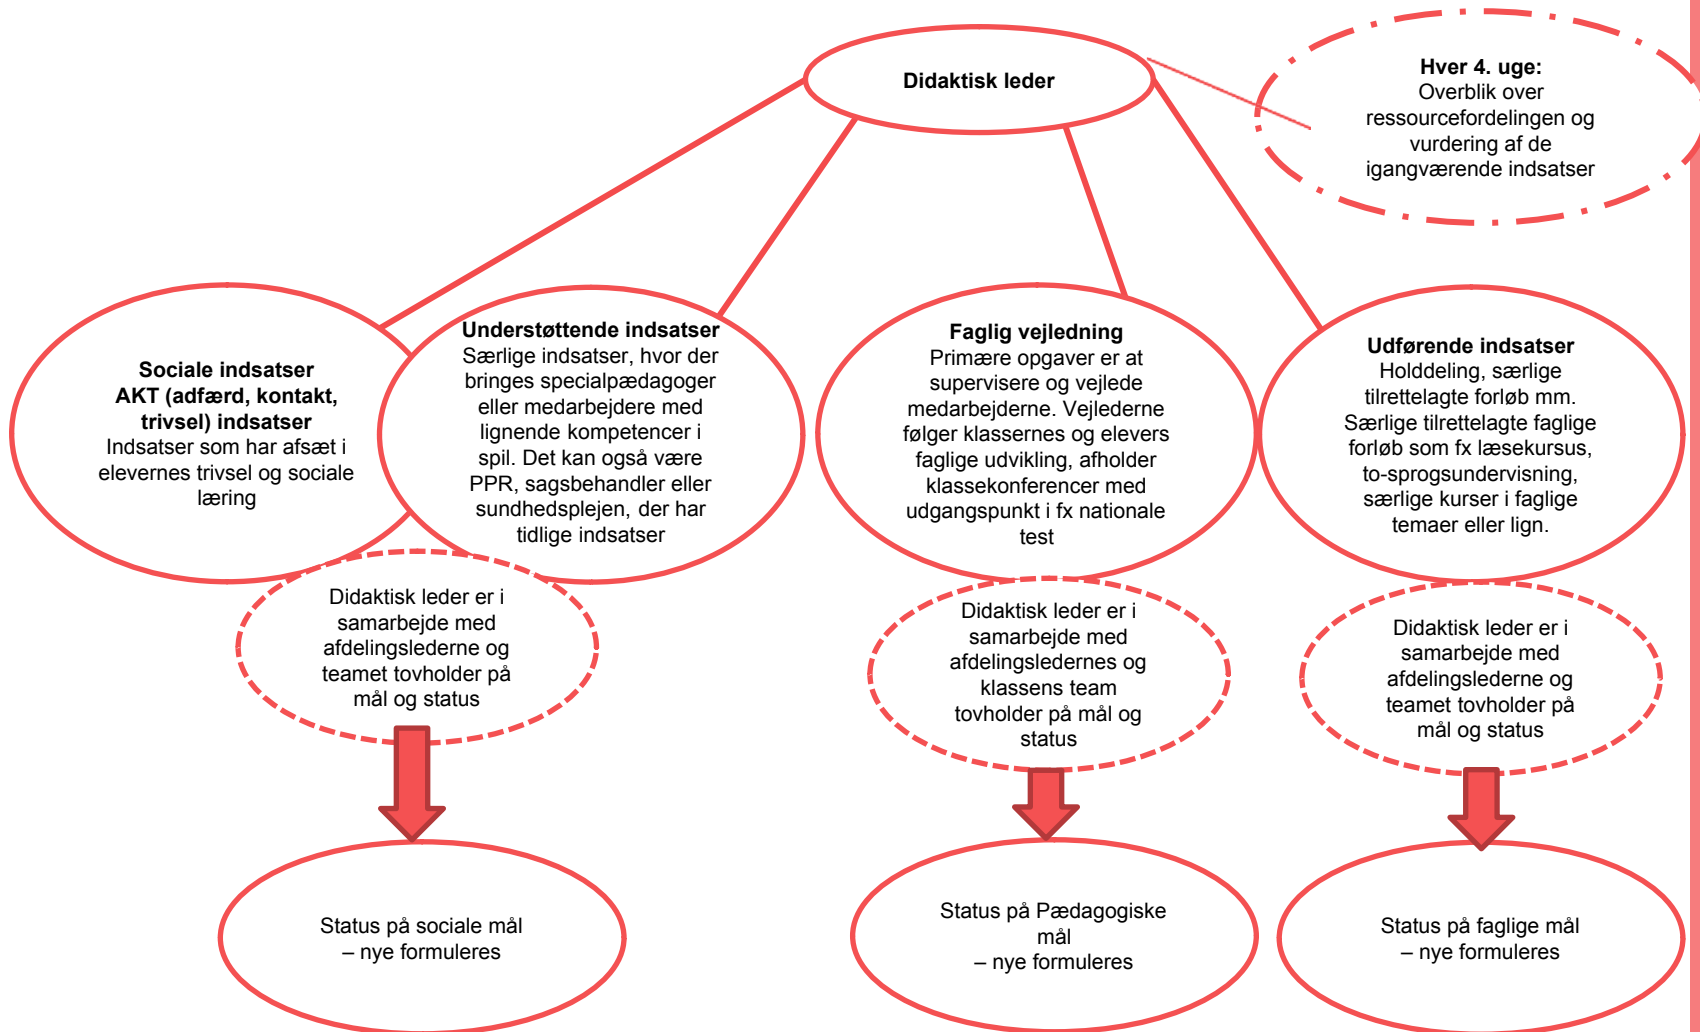 Didaktisk leder
Hver 4. uge:
Overblik over
ressourcefordelingen og
vurdering af de
igangværende indsatser
Sociale indsatser
AKT (adfærd, kontakt,
trivsel) indsatser
Indsatser som har afsæt i
elevernes trivsel og sociale
læring
Understøttende indsatser
Særlige indsatser, hvor der
bringes specialpædagoger
eller medarbejdere med
lignende kompetencer i
spil. Det kan også være
PPR, sagsbehandler eller
sundhedsplejen, der har
tidlige indsatser
Faglig vejledning
Primære opgaver er at
supervisere og vejlede
medarbejderne. Vejlederne
følger klassernes og elevers
faglige udvikling, afholder
klassekonferencer med
udgangspunkt i fx nationale
test
Udførende indsatser
Holddeling, særlige
tilrettelagte forløb mm.
Særlige tilrettelagte faglige
forløb som fx læsekursus,
to-sprogsundervisning,
særlige kurser i faglige
temaer eller lign.
Didaktisk leder er i
samarbejde med
afdelingslederne og
teamet tovholder på
mål og status
Didaktisk leder er i
samarbejde med
afdelingsledernes og
klassens team
tovholder på mål og
status
Didaktisk leder er i
samarbejde med
afdelingslederne og
teamet tovholder på
mål og status
Status på sociale mål
– nye formuleres
Status på Pædagogiske
mål
– nye formuleres
Status på faglige mål
– nye formuleres